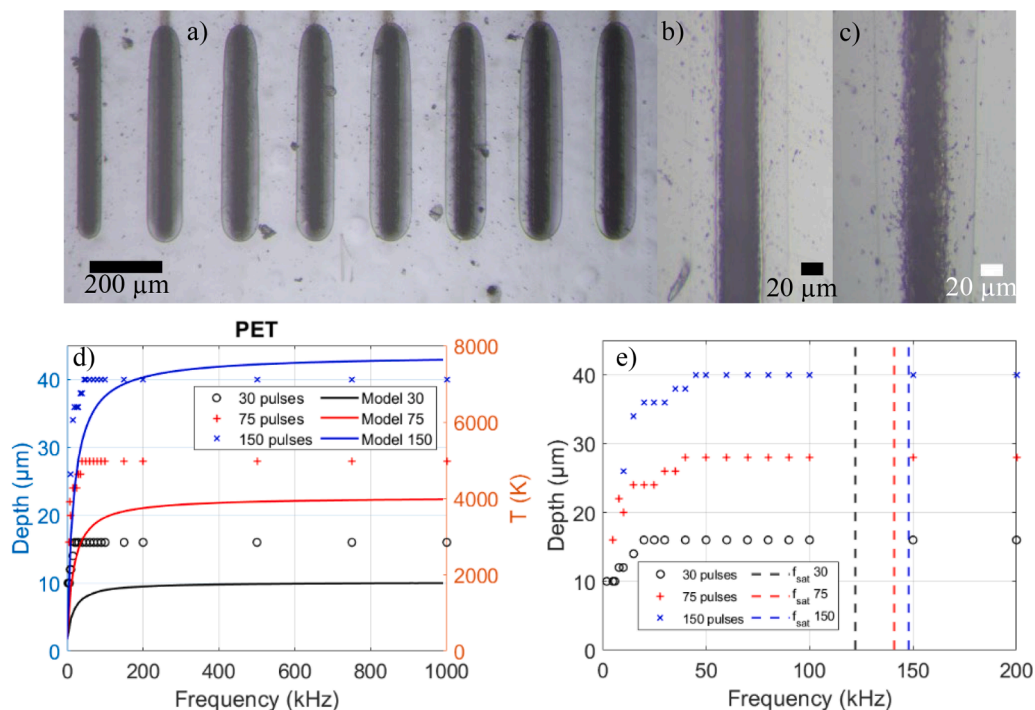 a)
b)
c)
200 µm
20 µm
20 µm
PET
d)
e)
Depth (µm)
40
30
20
10
0
8000
6000
4000
2000
0
T (K)
30 pulses
Model 30
75 pulses
Model 75
150 pulses
Model 150
0 200 400 600 800 1000
Frequency (kHz)
Depth (µm)
40
30
20
10
0
30 pulses
f_sat 30
75 pulses
f_sat 75
150 pulses
f_sat 150
0 50 100 150 200
Frequency (kHz)